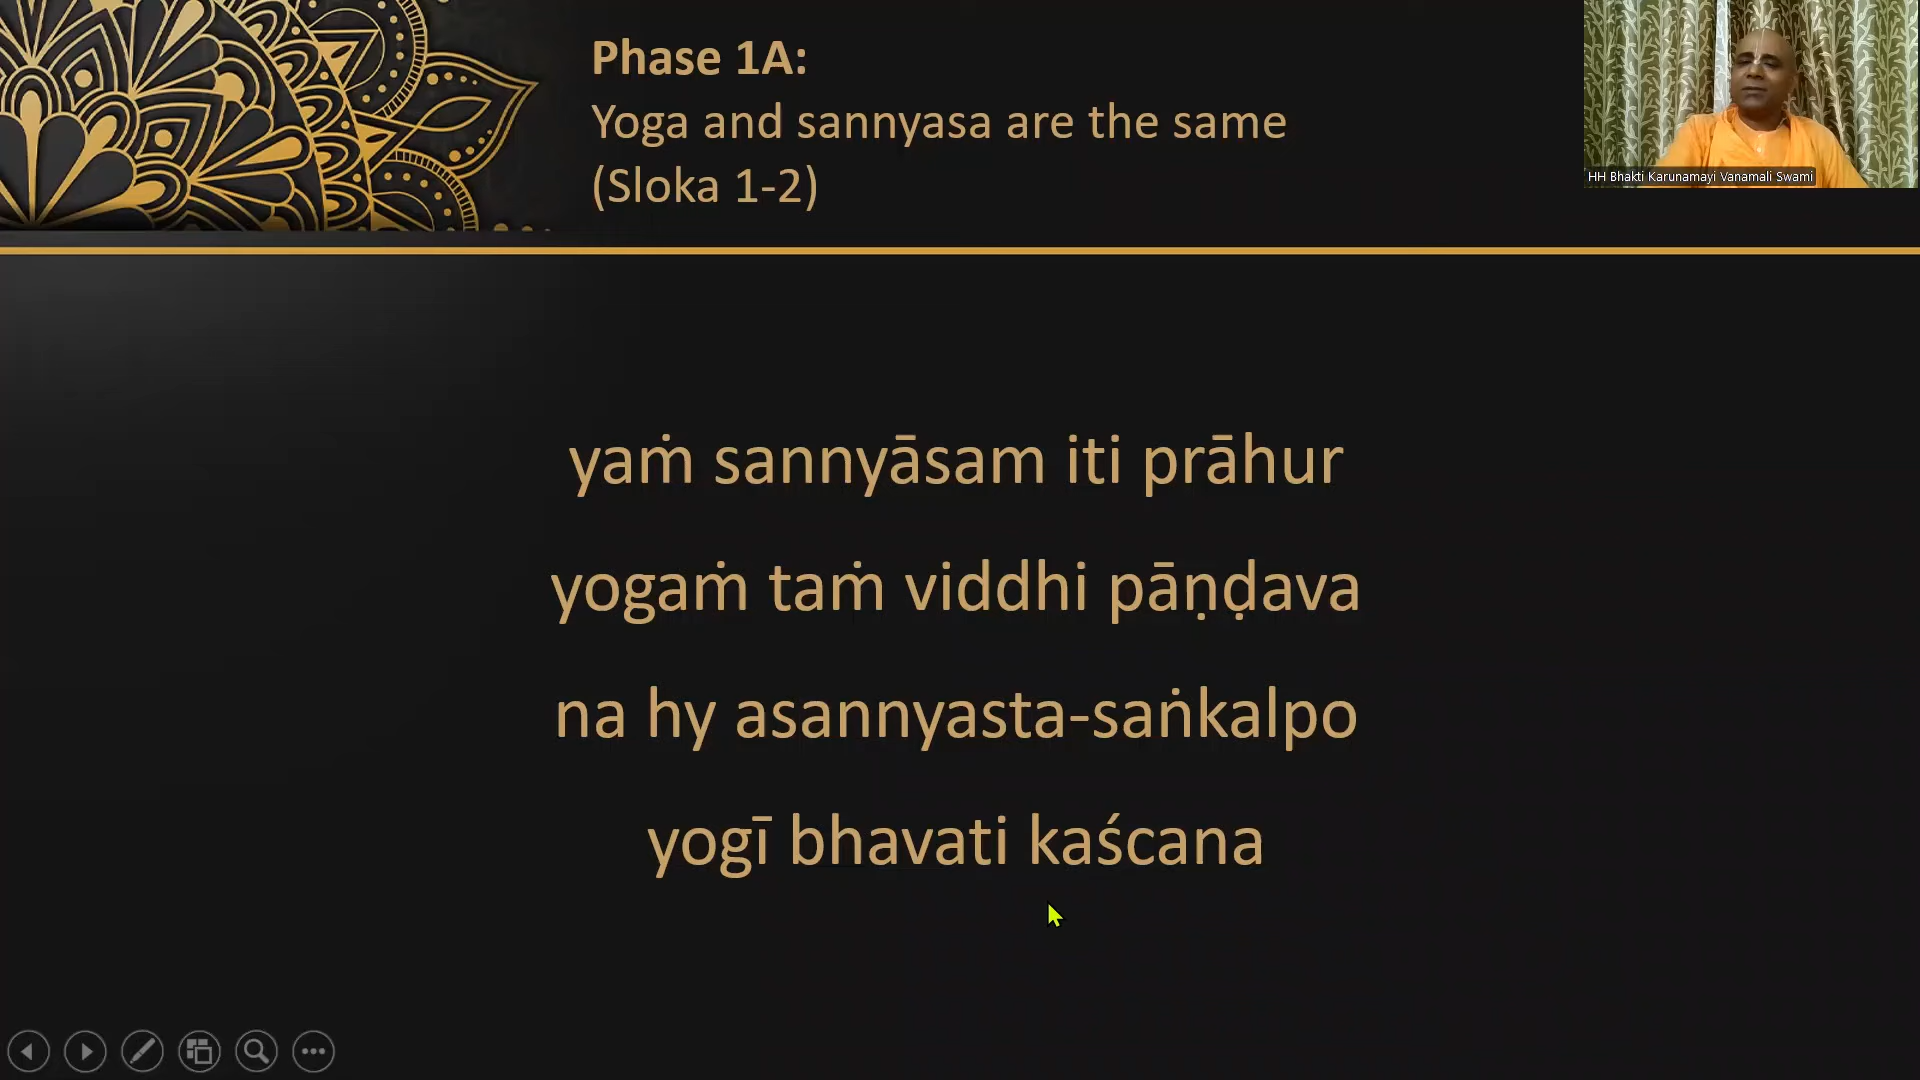 Phase 1A:
Yoga and sannyasa are the same
(Sloka 1-2)
HH Bhakti Karunamayi Vanamali Swami
yaṁ sannyāsam iti prāhur
yogaṁ taṁ viddhi pāṇḍava
na hy asannyasta-saṅkalpo
yogī bhavati kaścana